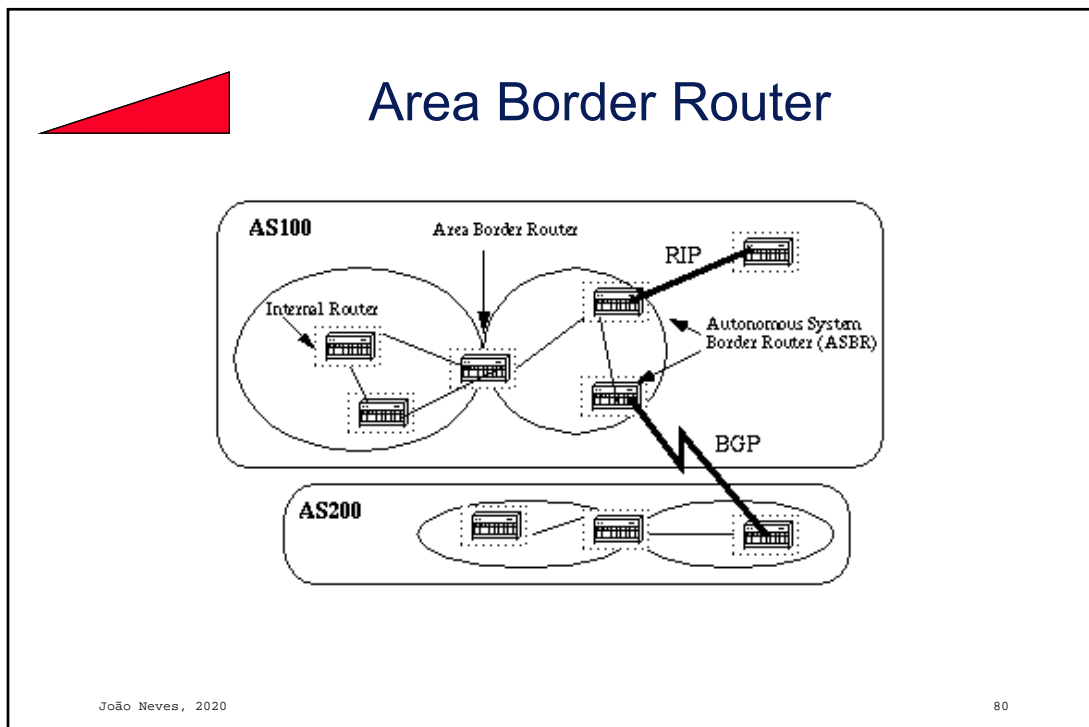 Area Border Router
AS100
Area Border Router
RIP
Internal Router
Autonomous System
Border Router (ASBR)
BGP
AS200
João Neves, 2020
80